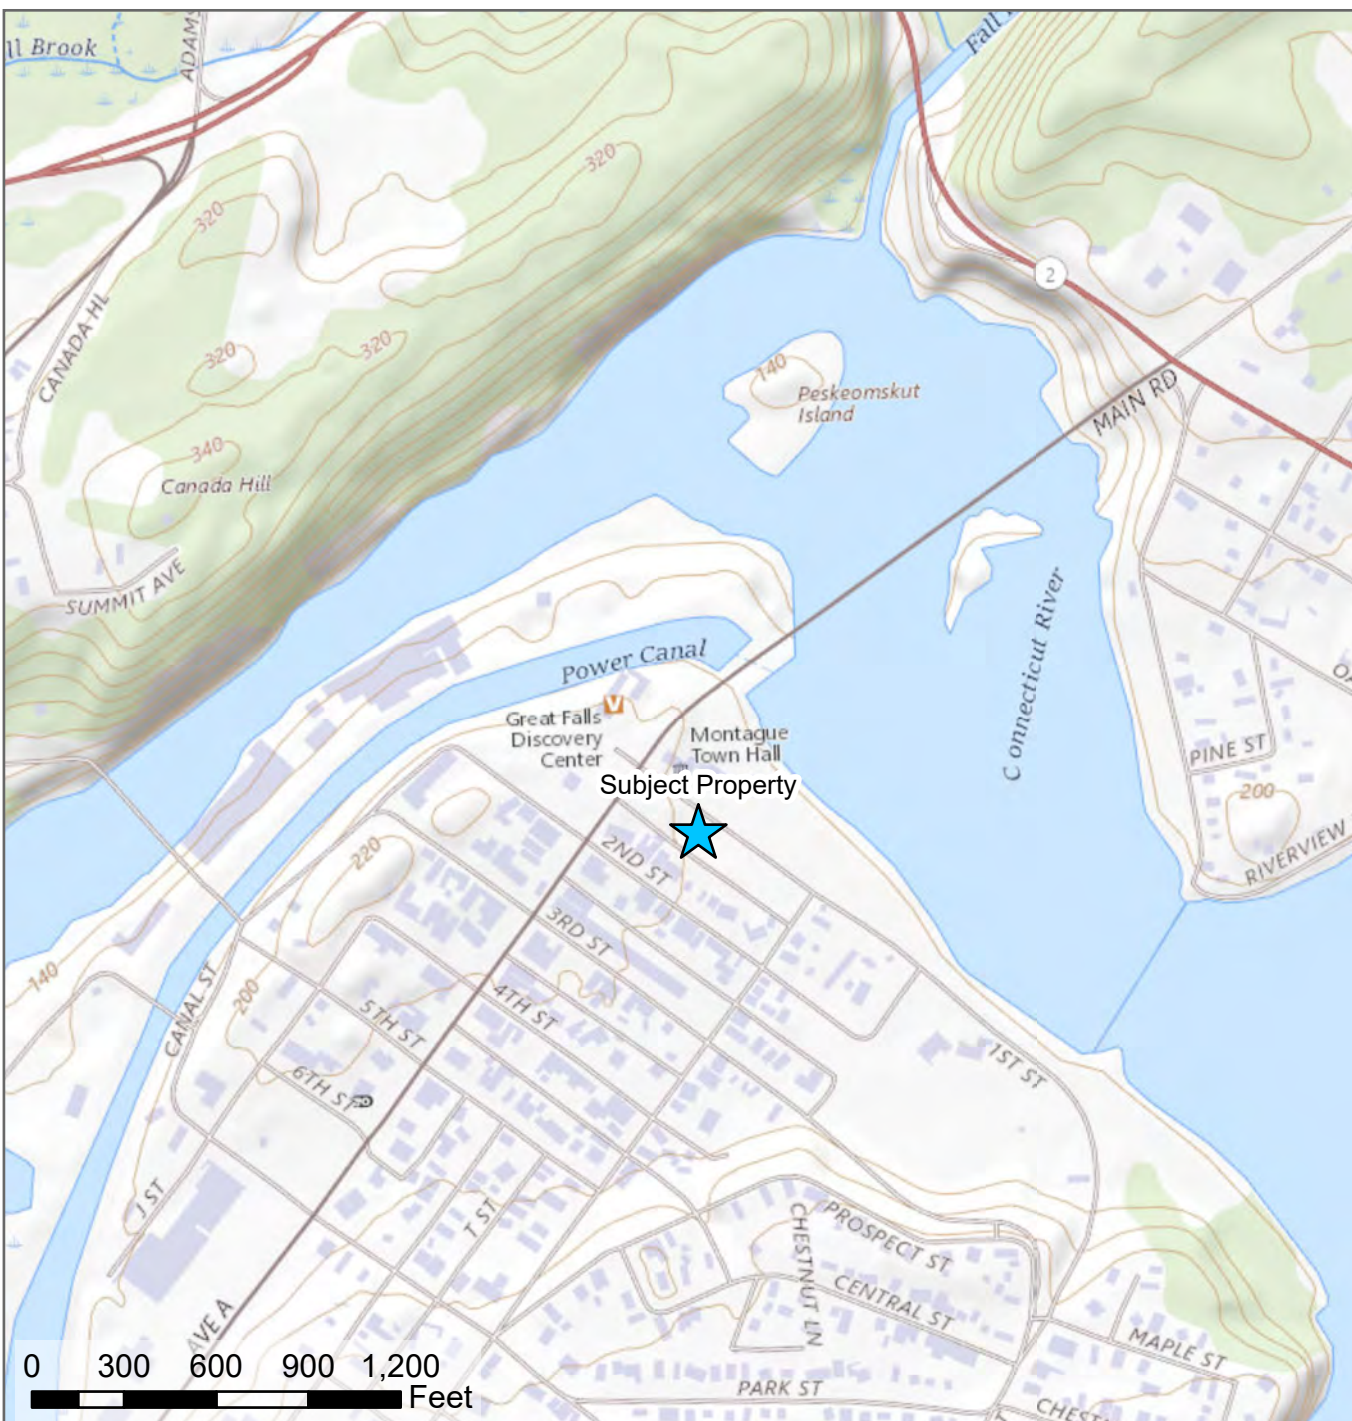 ll Brook
ADAMS
Fall
320
320
2
CANADA HL
320
320
140
Peskeomskut
Island
MAIN RD
340
Canada Hill
SUMMIT AVE
Connecticut River
Power Canal
V
Great Falls
Discovery
Center
Montague
Town Hall
Subject Property
PINE ST
200
RIVERVIEW
220
2ND ST
3RD ST
140
CANAL ST
200
4TH ST
5TH ST
6TH ST
1ST ST
J ST
T ST
CHESTNUT LN
PROSPECT ST
CENTRAL ST
MAPLE ST
AVE A
PARK ST
0 300 600 900 1,200
Feet